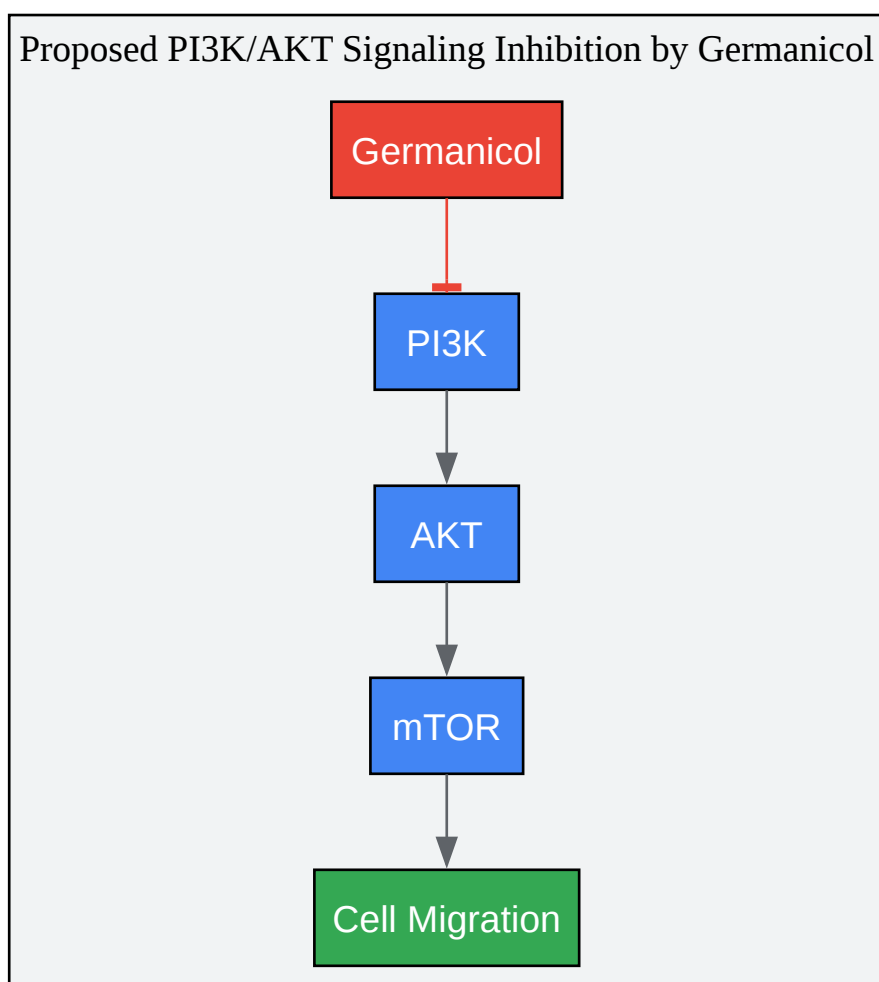 Proposed PI3K/AKT Signaling Inhibition by Germanicol
Germanicol
PI3K
AKT
mTOR
Cell Migration